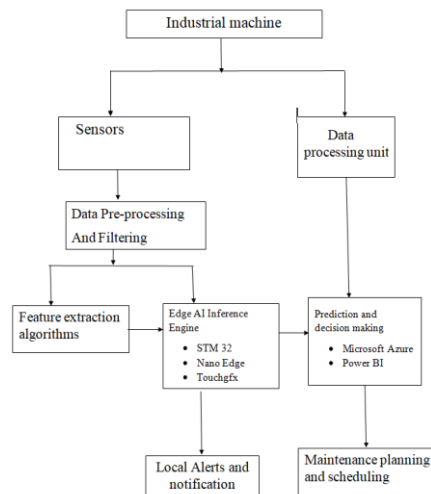 Industrial machine
Sensors
Data
processing unit
Data Pre-processing
And Filtering
Feature extraction
algorithms
Edge AI Inference
Engine
• STM 32
• Nano Edge
• Touchgfx
Prediction and
decision making
• Microsoft Azure
• Power BI
Local Alerts and
notification
Maintenance planning
and scheduling